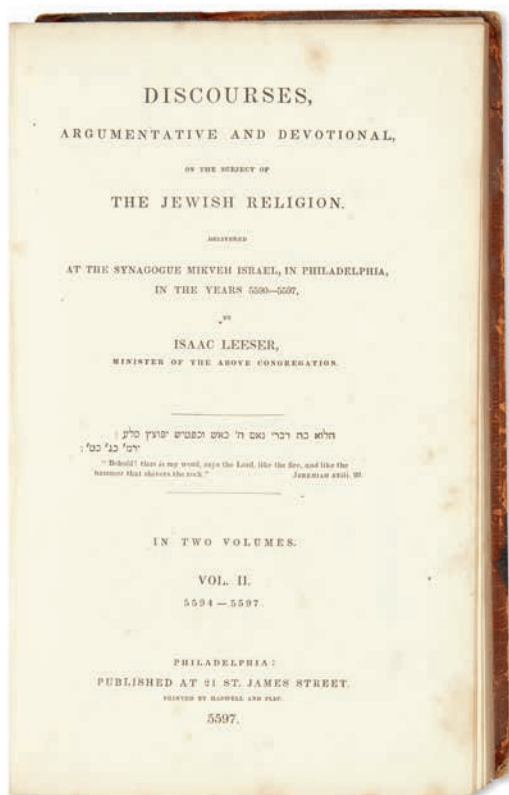 DISCOURSES,
ARGUMENTATIVE AND DEVOTIONAL,
ON THE SUBJECT OF
THE JEWISH RELIGION.
DELIVERED
AT THE SYNAGOGUE MIKVEH ISRAEL, IN PHILADELPHIA,
IN THE YEARS 5590—5597,
BY
ISAAC LEESER,
MINISTER OF THE ABOVE CONGREGATION.
הלוא כה דברי נאם ה' כאש וכפטיש יפוצץ סלע :
ירמ' כג' כט' :
" Behold! thus is my word, says the Lord, like the fire, and like the
hammer that shivers the rock." JEREMIAH xxiii. 29.
IN TWO VOLUMES.
VOL. II.
5594—5597.
PHILADELPHIA:
PUBLISHED AT 21 ST. JAMES STREET.
PRINTED BY HASWELL AND
5597.